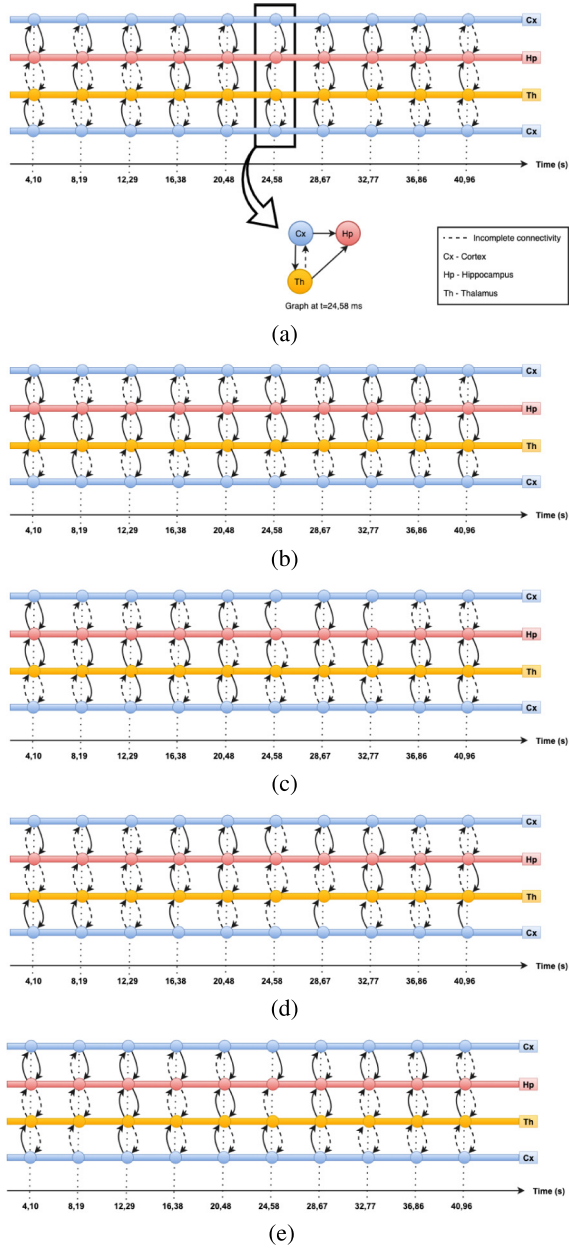 Cx
Hp
Th
Cx
Time (s)
4,10 8,19 12,29 16,38 20,48 24,58 28,67 32,77 36,86 40,96
Cx Hp
Th
Graph at t=24,58 ms
Incomplete connectivity
Cx - Cortex
Hp - Hippocampus
Th - Thalamus
(a)
Cx
Hp
Th
Cx
Time (s)
4,10 8,19 12,29 16,38 20,48 24,58 28,67 32,77 36,86 40,96
(b)
Cx
Hp
Th
Cx
Time (s)
4,10 8,19 12,29 16,38 20,48 24,58 28,67 32,77 36,86 40,96
(c)
Cx
Hp
Th
Cx
Time (s)
4,10 8,19 12,29 16,38 20,48 24,58 28,67 32,77 36,86 40,96
(d)
Cx
Hp
Th
Cx
Time (s)
4,10 8,19 12,29 16,38 20,48 24,58 28,67 32,77 36,86 40,96
(e)